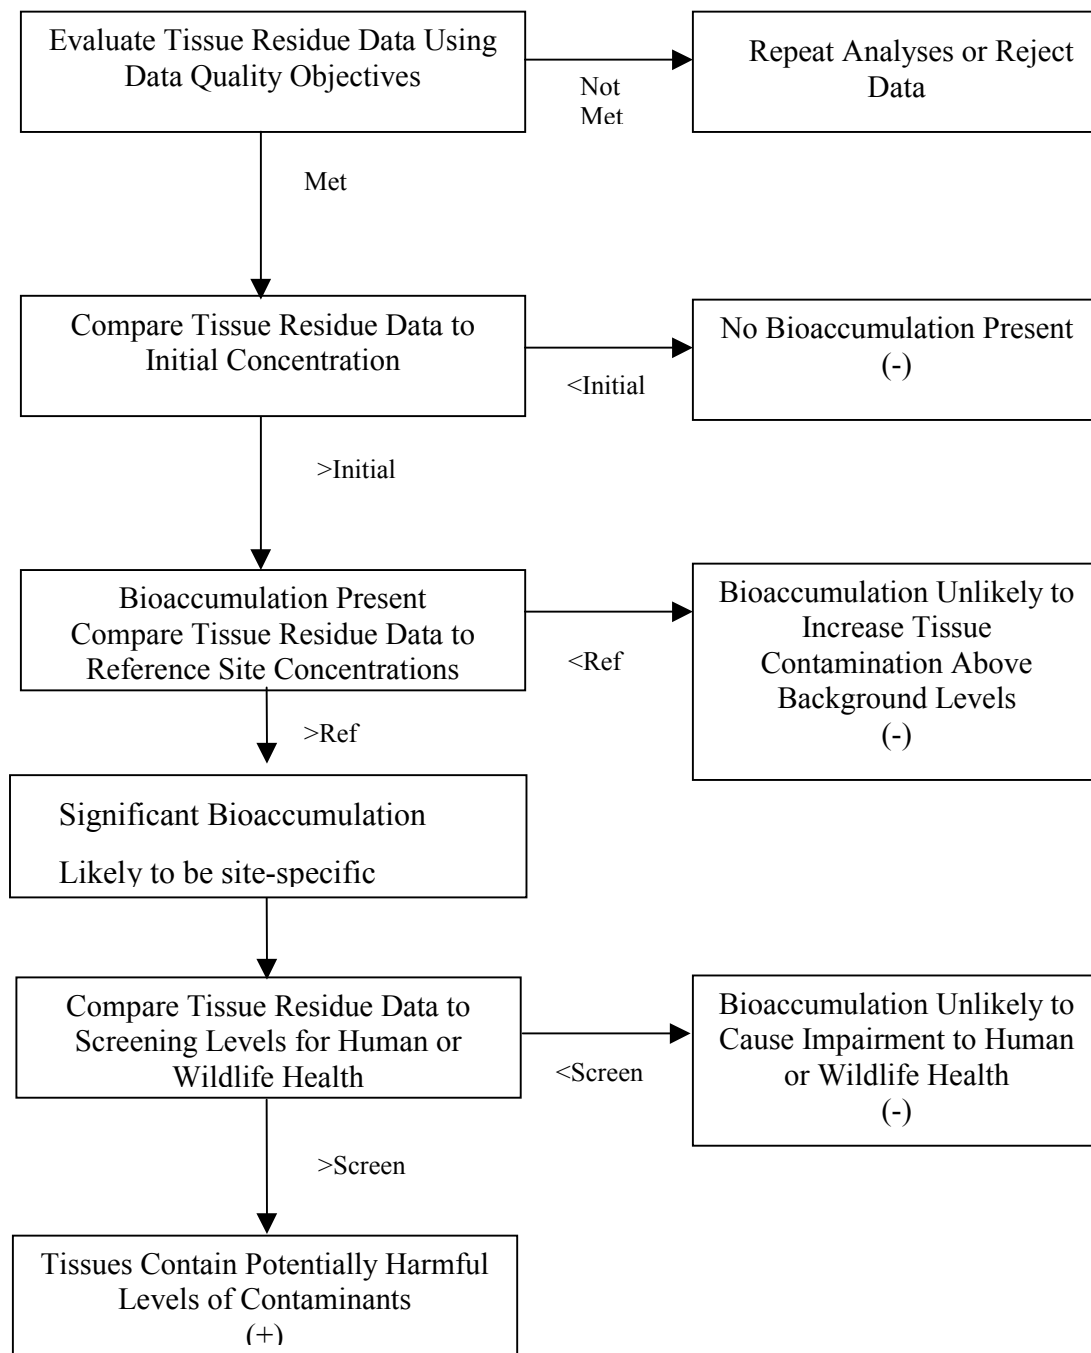 Evaluate Tissue Residue Data Using
Data Quality Objectives
Repeat Analyses or Reject
Data
Not
Met
Met
Compare Tissue Residue Data to
Initial Concentration
No Bioaccumulation Present
(-)
<Initial
>Initial
Bioaccumulation Present
Compare Tissue Residue Data to
Reference Site Concentrations
Bioaccumulation Unlikely to
Increase Tissue
Contamination Above
Background Levels
(-)
<Ref
>Ref
Significant Bioaccumulation
Likely to be site-specific
Compare Tissue Residue Data to
Screening Levels for Human or
Wildlife Health
Bioaccumulation Unlikely to
Cause Impairment to Human
or Wildlife Health
(-)
<Screen
>Screen
Tissues Contain Potentially Harmful
Levels of Contaminants
(+)